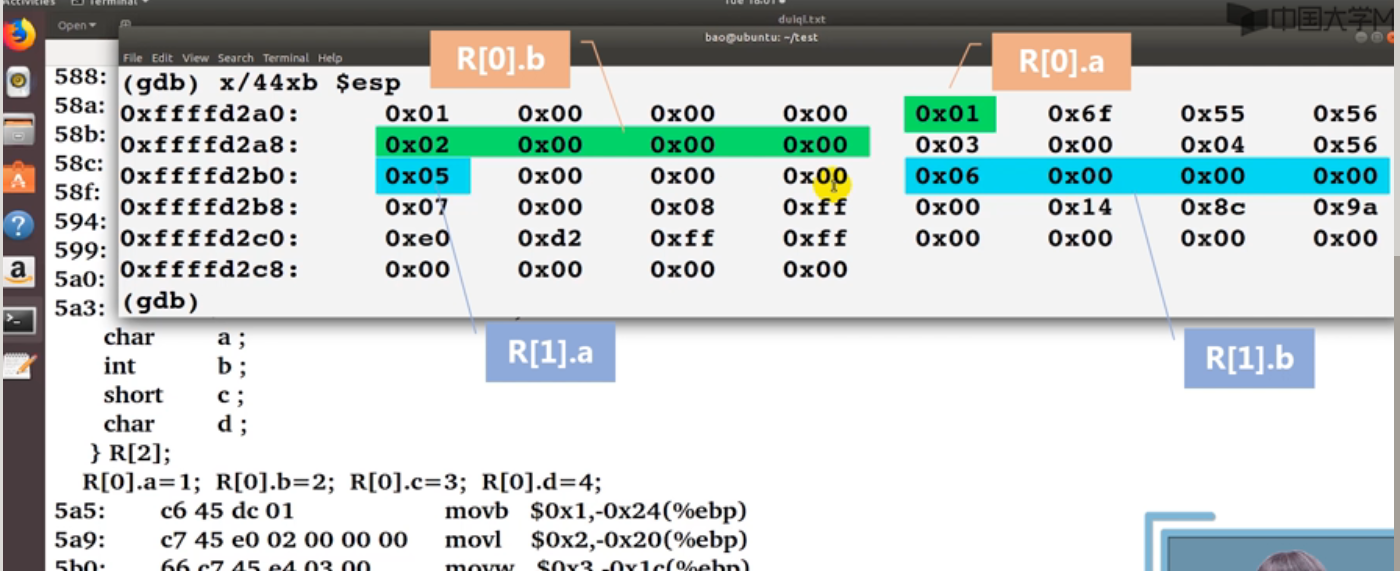 Activities Terminal
Tue 18:01
Open
duiqi.txt
中国大学M
bao@ubuntu: ~/test
File Edit View Search Terminal Help
R[0].b
R[0].a
588:
58a:
58b:
58c:
58f:
594:
599:
5a0:
5a3:
(gdb) x/44xb $esp
0xffffd2a0: 0x01 0x00 0x00 0x00 0x01 0x6f 0x55 0x56
0xffffd2a8: 0x02 0x00 0x00 0x00 0x03 0x00 0x04 0x56
0xffffd2b0: 0x05 0x00 0x00 0x00 0x06 0x00 0x00 0x00
0xffffd2b8: 0x07 0x00 0x08 0xff 0x00 0x14 0x8c 0x9a
0xffffd2c0: 0xe0 0xd2 0xff 0xff 0x00 0x00 0x00 0x00
0xffffd2c8: 0x00 0x00 0x00 0x00
(gdb)
R[1].a
R[1].b
char a ;
int b ;
short c ;
char d ;
} R[2];
R[0].a=1; R[0].b=2; R[0].c=3; R[0].d=4;
5a5: c6 45 dc 01 movb $0x1,-0x24(%ebp)
5a9: c7 45 e0 02 00 00 00 movl $0x2,-0x20(%ebp)
5b0: 66 c7 45 e4 03 00 movw $0x3,-0x1c(%ebp)